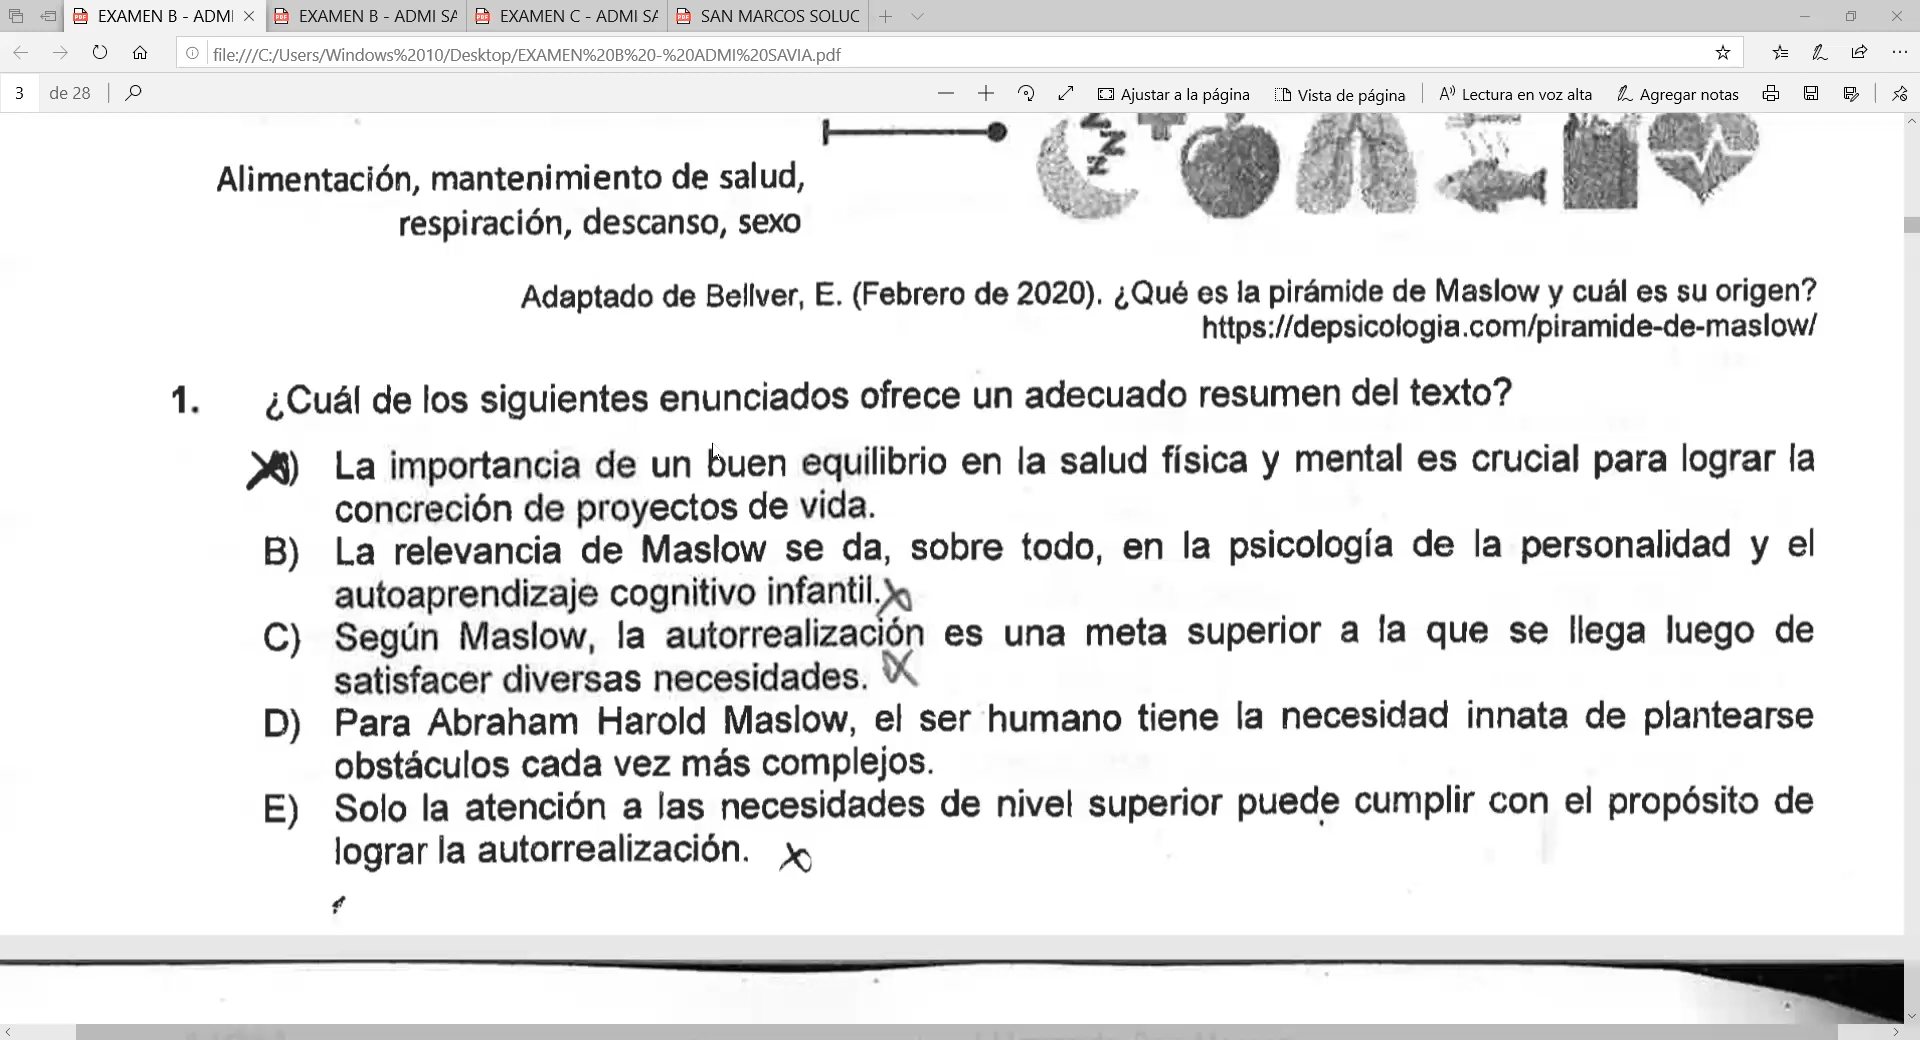 EXAMEN B - ADMI
EXAMEN B - ADMI SA
EXAMEN C - ADMI SA
SAN MARCOS SOLUC
file:///C:/Users/Windows%2010/Desktop/EXAMEN%20B%20-%20ADMI%20SAVIA.pdf
3 de 28
Ajustar a la página
Vista de página
Lectura en voz alta
Agregar notas
z z z
Alimentación, mantenimiento de salud,
respiración, descanso, sexo
Adaptado de Bellver, E. (Febrero de 2020). ¿Qué es la pirámide de Maslow y cuál es su origen?
https://depsicologia.com/piramide-de-maslow/
1. ¿Cuál de los siguientes enunciados ofrece un adecuado resumen del texto?
A) La importancia de un buen equilibrio en la salud física y mental es crucial para lograr la
concreción de proyectos de vida.
B) La relevancia de Maslow se da, sobre todo, en la psicología de la personalidad y el
autoaprendizaje cognitivo infantil.
C) Según Maslow, la autorrealización es una meta superior a la que se llega luego de
satisfacer diversas necesidades.
D) Para Abraham Harold Maslow, el ser humano tiene la necesidad innata de plantearse
obstáculos cada vez más complejos.
E) Solo la atención a las necesidades de nivel superior puede cumplir con el propósito de
lograr la autorrealización.